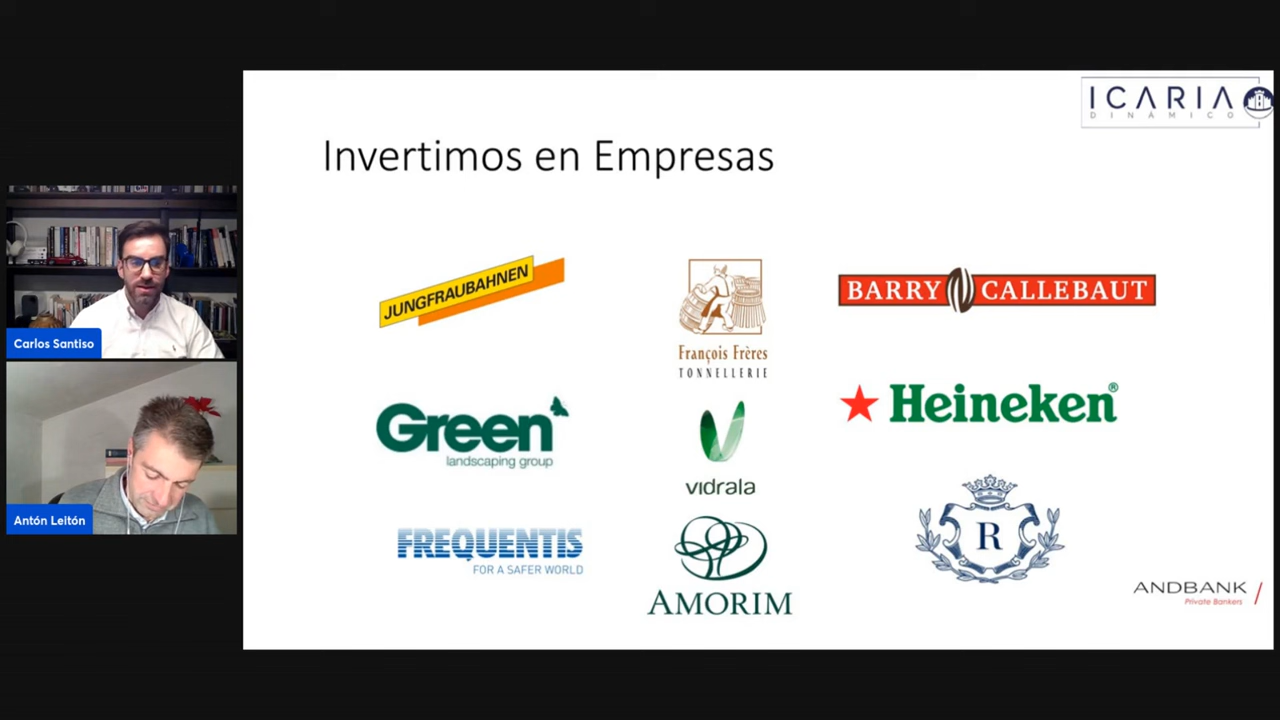 ICARIA
DINÁMICO
Invertimos en Empresas
JUNGFRAUBAHNEN
François Frères
TONNELLERIE
BARRY CALLEBAUT
Green
landscaping group
vidrala
Heineken®
FREQUENTIS
FOR A SAFER WORLD
AMORIM
R
ANDBANK
Private Bankers
Carlos Santiso
Antón Leitón